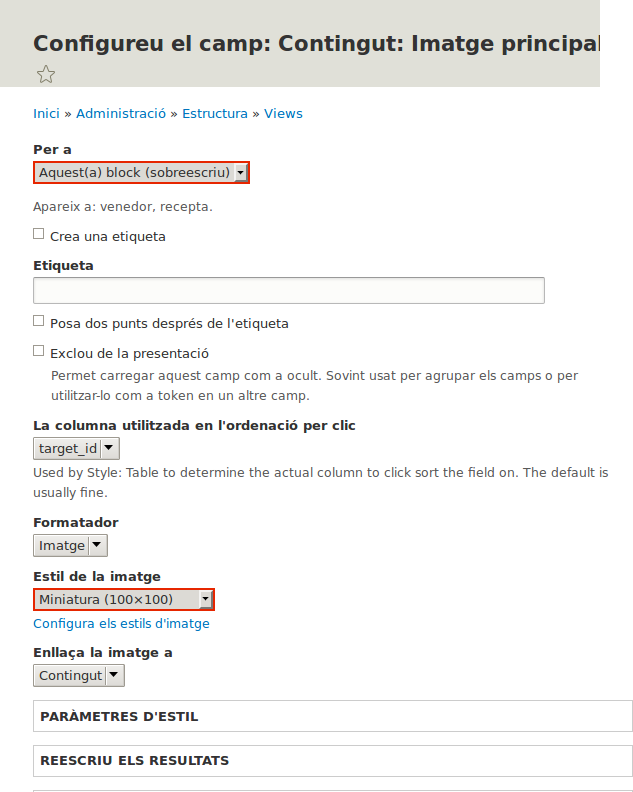 Configureu el camp: Contingut: Imatge principal
Inici » Administració » Estructura » Views
Per a
Aquest(a) block (sobreescriu)
Apareix a: venedor, recepta.
Crea una etiqueta
Etiqueta
Posa dos punts després de l'etiqueta
Exclou de la presentació
Permet carregar aquest camp com a ocult. Sovint usat per agrupar els camps o per
utilitzar-lo com a token en un altre camp.
La columna utilitzada en l'ordenació per clic
target_id
Used by Style: Table to determine the actual column to click sort the field on. The default is
usually fine.
Formatador
Imatge
Estil de la imatge
Miniatura (100×100)
Configura els estils d'imatge
Enllaça la imatge a
Contingut
PARÀMETRES D'ESTIL
REESCRIU ELS RESULTATS